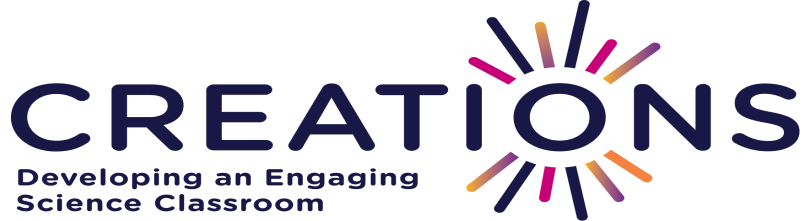 CREATIONS
Developing an Engaging
Science Classroom